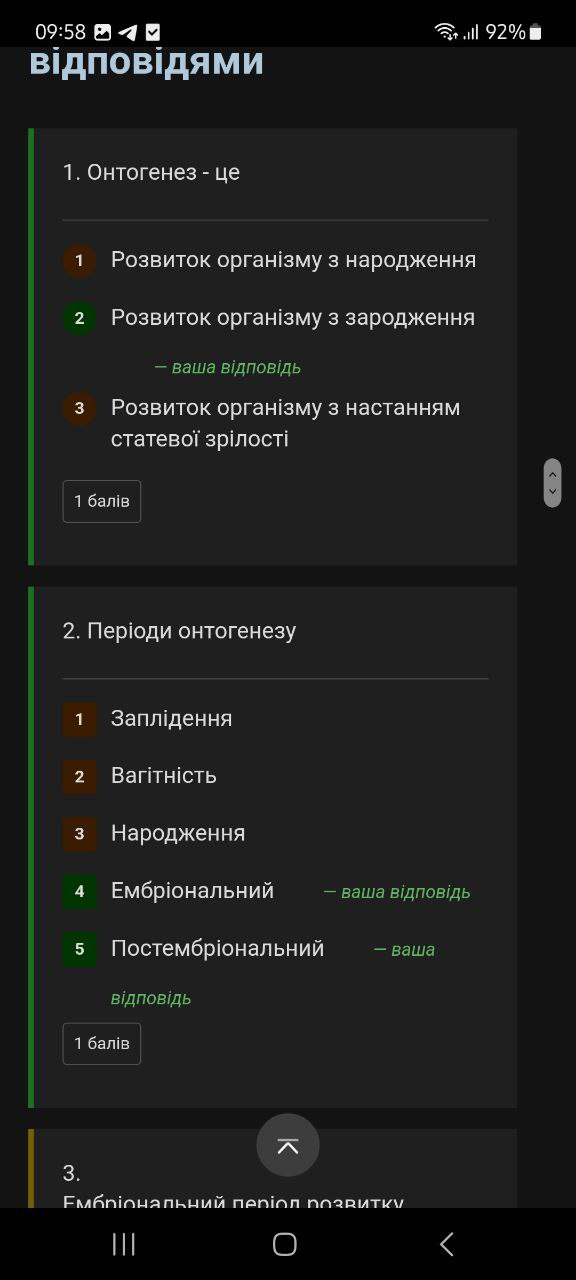 09:58 92%
відповідями
1. Онтогенез - це
1 Розвиток організму з народження
2 Розвиток організму з зародження
— ваша відповідь
3 Розвиток організму з настанням
статевої зрілості
1 балів
2. Періоди онтогенезу
1 Заплідення
2 Вагітність
3 Народження
4 Ембріональний — ваша відповідь
5 Постембріональний — ваша
відповідь
1 балів
3.
Ембріональний період розвитку